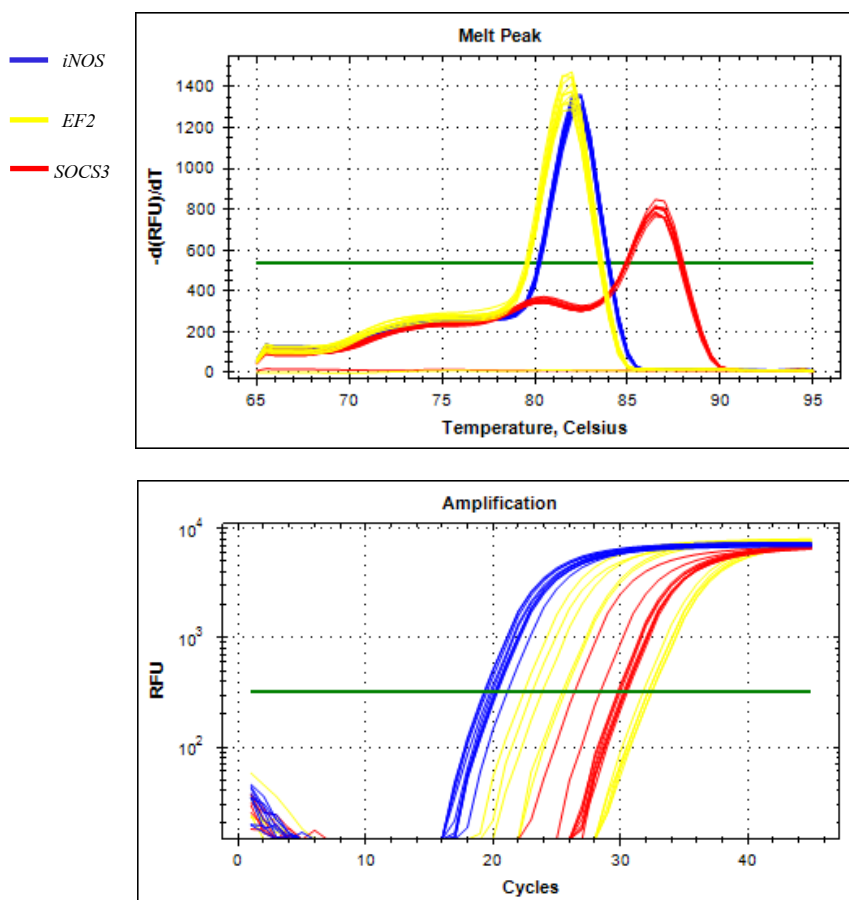 iNOS
EF2
SOCS3
Melt Peak
-d(RFU)/dT
1400
1200
1000
800
600
400
200
0
65 70 75 80 85 90 95
Temperature, Celsius
Amplification
RFU
10^4
10^3
10^2
0 10 20 30 40
Cycles